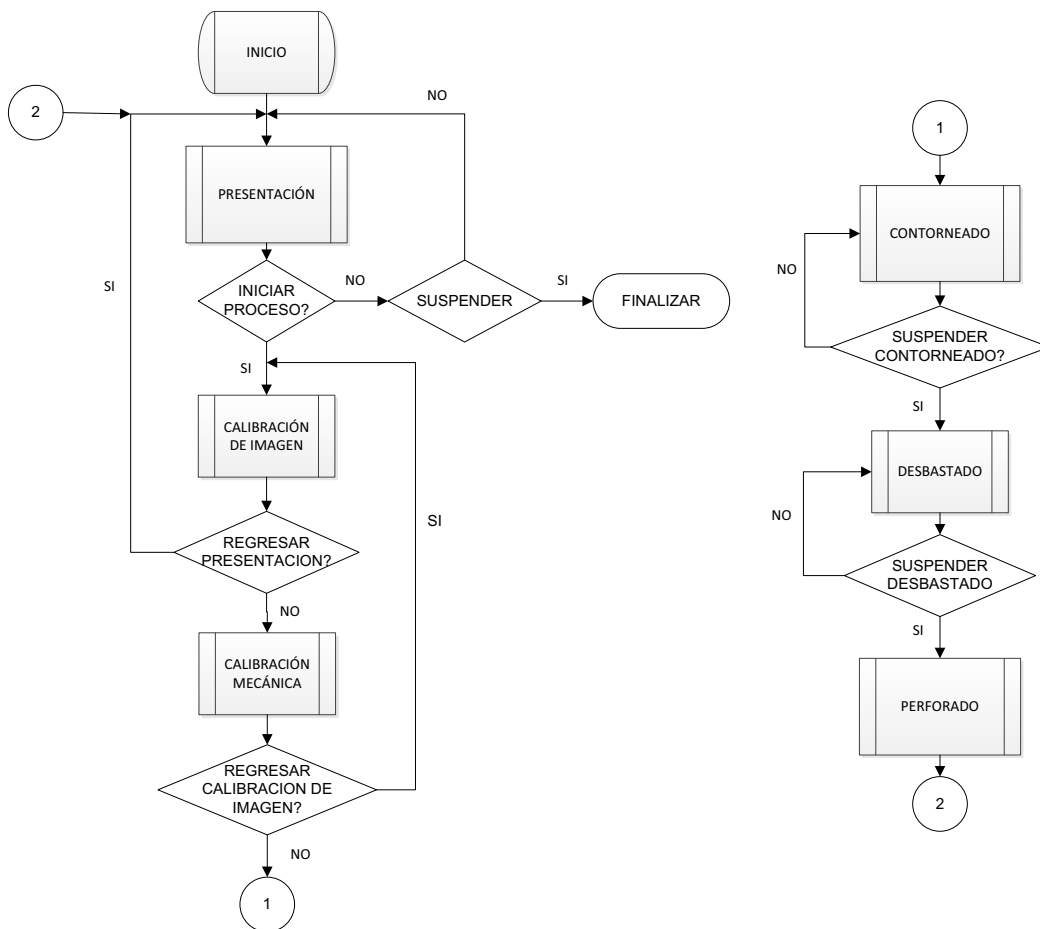 INICIO
NO
2
PRESENTACIÓN
SI
INICIAR
PROCESO?
NO
SUSPENDER
SI
FINALIZAR
SI
CALIBRACIÓN
DE IMAGEN
SI
REGRESAR
PRESENTACION?
NO
CALIBRACIÓN
MECÁNICA
REGRESAR
CALIBRACION DE
IMAGEN?
NO
1
1
CONTORNEADO
NO
SUSPENDER
CONTORNEADO?
SI
DESBASTADO
NO
SUSPENDER
DESBASTADO
SI
PERFORADO
2